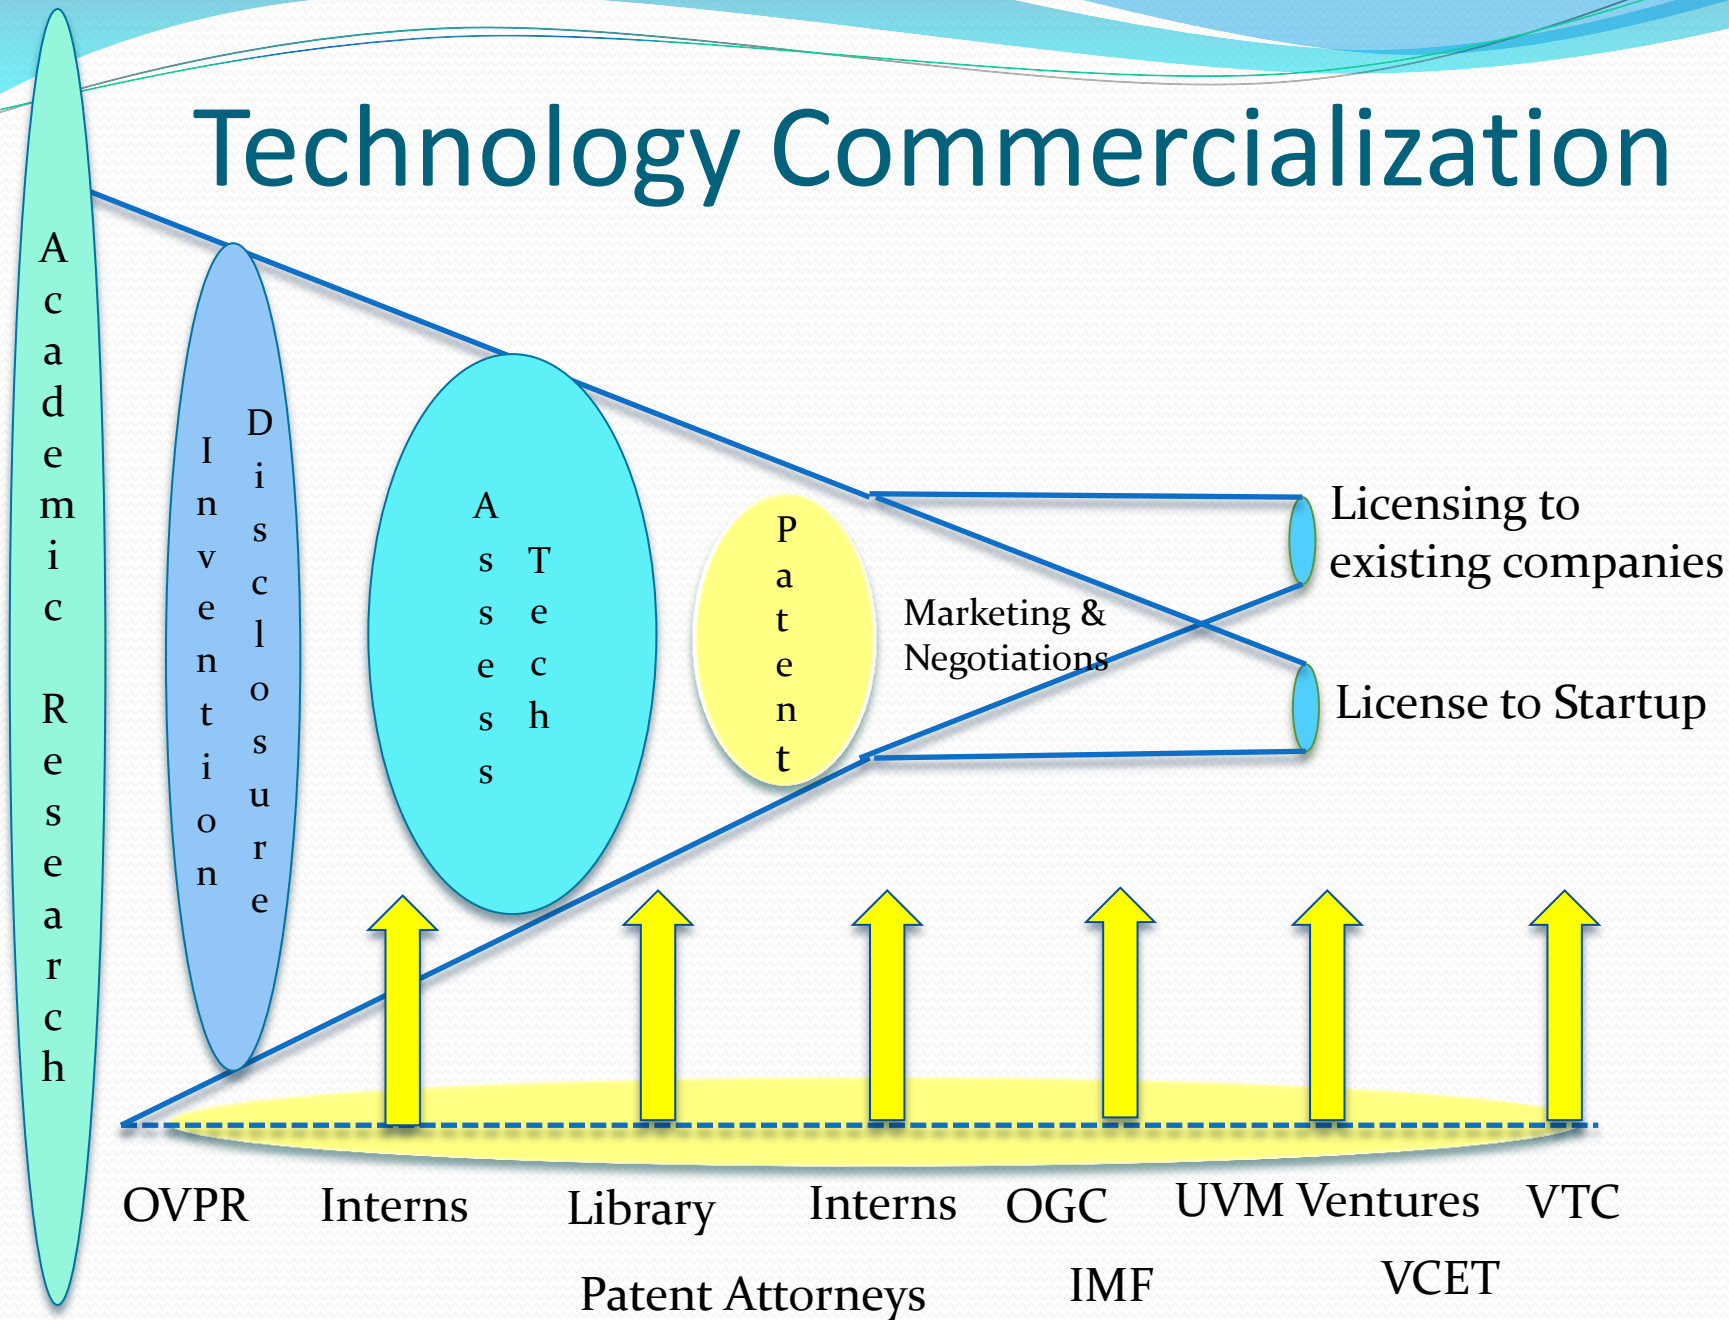 Technology Commercialization
Academic Research
Invention
Disclosure
Assess
Tech
Patent
Marketing &
Negotiations
Licensing to
existing companies
License to Startup
OVPR
Interns
Library
Interns
OGC
UVM Ventures
VTC
Patent Attorneys
IMF
VCET